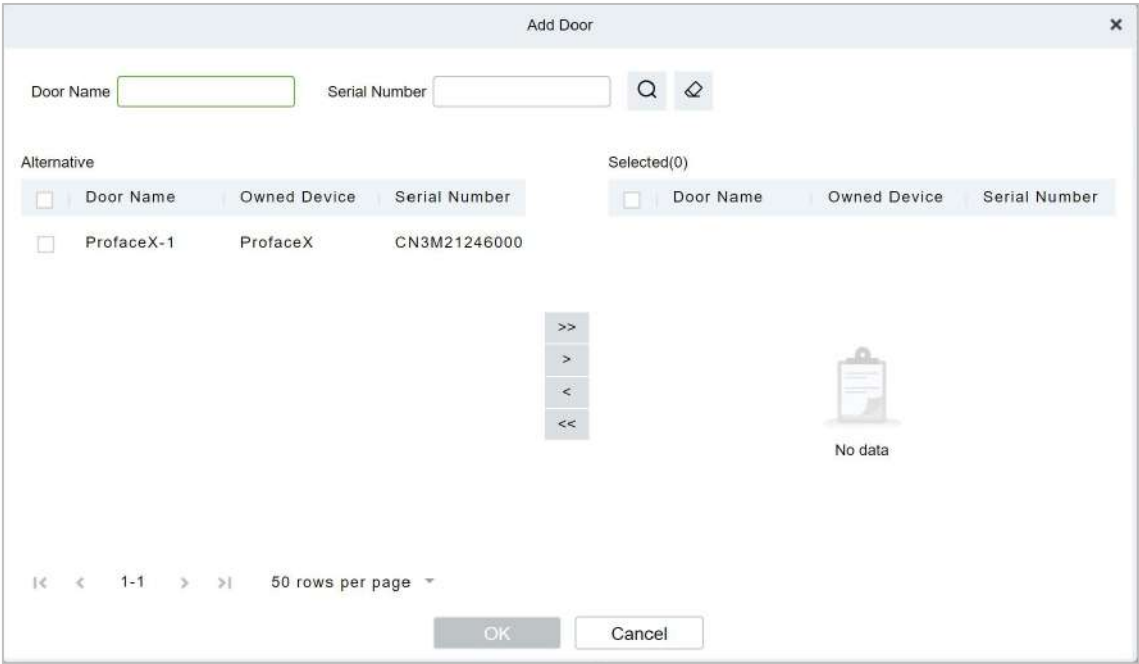 Add Door
Door Name
Serial Number
Alternative
Door Name Owned Device Serial Number
ProfaceX-1 ProfaceX CN3M21246000
>>
>
<
<<
Selected(0)
Door Name Owned Device Serial Number
No data
1-1 50 rows per page
OK Cancel